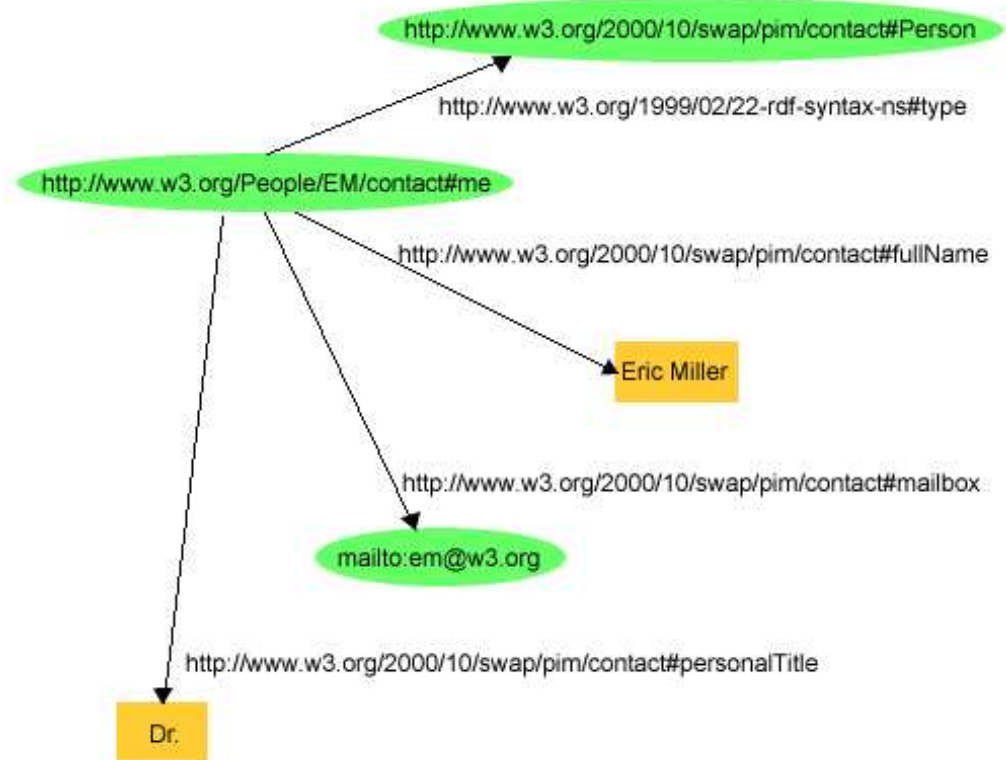 http://www.w3.org/2000/10/swap/pim/contact#Person
http://www.w3.org/1999/02/22-rdf-syntax-ns#type
http://www.w3.org/People/EM/contact#me
http://www.w3.org/2000/10/swap/pim/contact#fullName
Eric Miller
http://www.w3.org/2000/10/swap/pim/contact#mailbox
mailto:em@w3.org
http://www.w3.org/2000/10/swap/pim/contact#personalTitle
Dr.